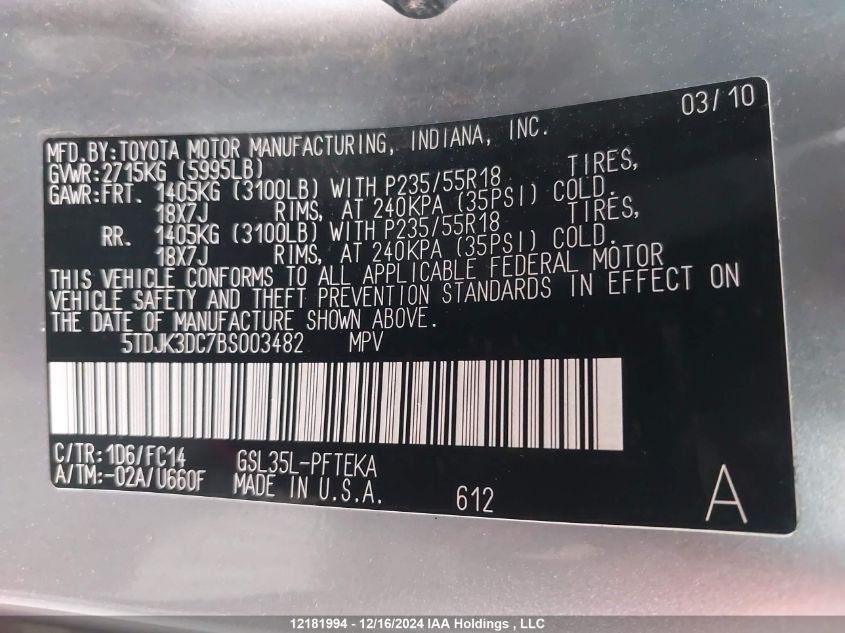 03/10
MFD.BY:TOYOTA MOTOR MANUFACTURING, INDIANA, INC.
GVWR:2715KG (5995LB)
GAWR:FRT. 1405KG (3100LB) WITH P235/55R18 TIRES,
18X7J RIMS, AT 240KPA (35PSI) COLD.
RR. 1405KG (3100LB) WITH P235/55R18 TIRES,
18X7J RIMS, AT 240KPA (35PSI) COLD.
THIS VEHICLE CONFORMS TO ALL APPLICABLE FEDERAL MOTOR
VEHICLE SAFETY AND THEFT PREVENTION STANDARDS IN EFFECT ON
THE DATE OF MANUFACTURE SHOWN ABOVE.
5TDJK3DC7BS003482 MPV
C/TR:1D6/FC14 GSL35L-PFTEKA
A/TM:-02A/U660F MADE IN U.S.A. 612 A
12181994 - 12/16/2024 IAA Holdings , LLC